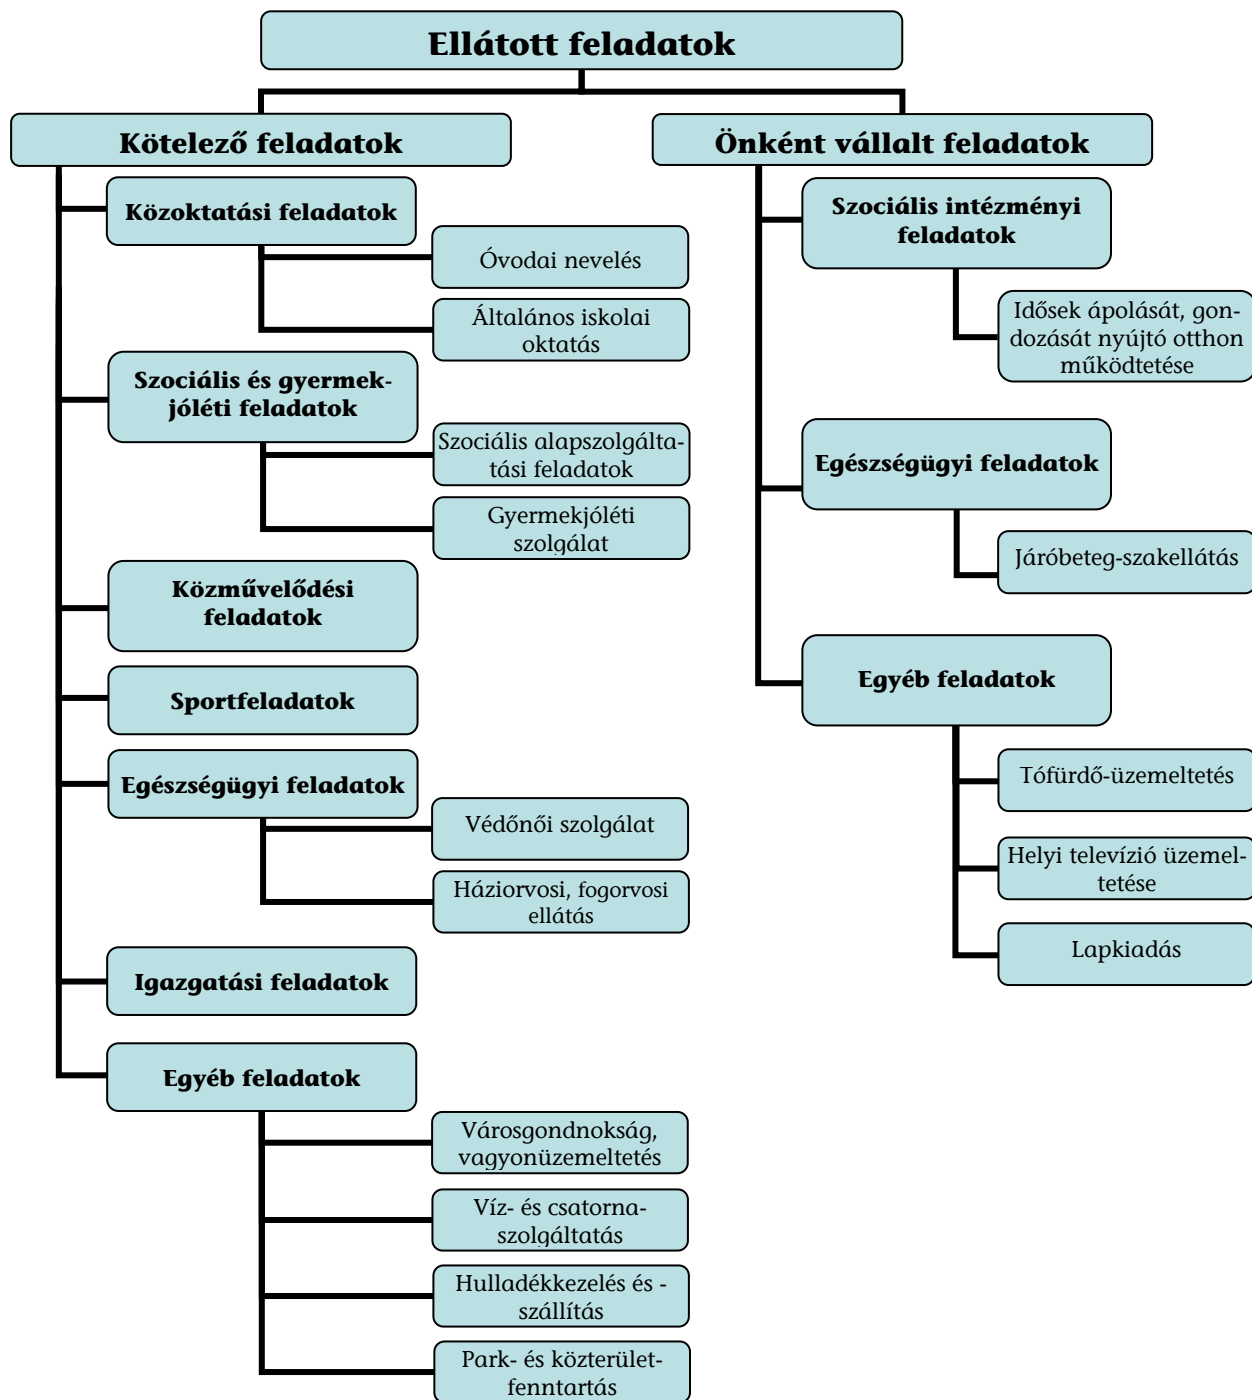 Ellátott feladatok
Kötelező feladatok
Közoktatási feladatok
Óvodai nevelés
Általános iskolai
oktatás
Szociális és gyermek-
jóléti feladatok
Szociális alapszolgálta-
tási feladatok
Gyermekjóléti
szolgálat
Közművelődési
feladatok
Sportfeladatok
Egészségügyi feladatok
Védőnői szolgálat
Háziorvosi, fogorvosi
ellátás
Igazgatási feladatok
Egyéb feladatok
Városgondnokság,
vagyonüzemeltetés
Víz- és csatorna-
szolgáltatás
Hulladékkezelés és -
szállítás
Park- és közterület-
fenntartás
Önként vállalt feladatok
Szociális intézményi
feladatok
Idősek ápolását, gon-
dozását nyújtó otthon
működtetése
Egészségügyi feladatok
Járóbeteg-szakellátás
Egyéb feladatok
Tófürdő-üzemeltetés
Helyi televízió üzemel-
tetése
Lapkiadás